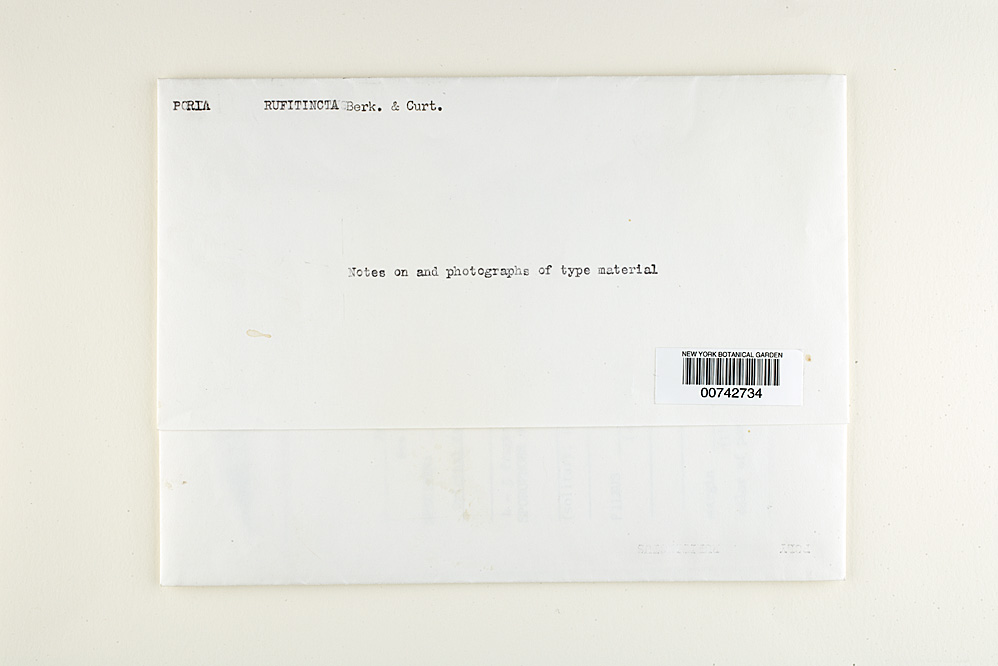 PORIA RUFITINCTA Berk. & Curt.
Notes on and photographs of type material
NEW YORK BOTANICAL GARDEN
00742734